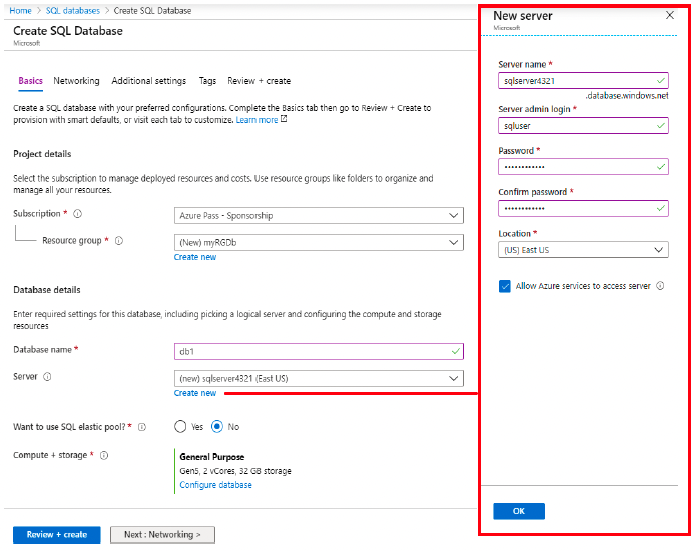 Home > SQL databases > Create SQL Database
Create SQL Database
Microsoft
Basics Networking Additional settings Tags Review + create
Create a SQL database with your preferred configurations. Complete the Basics tab then go to Review + Create to
provision with smart defaults, or visit each tab to customize. Learn more
Project details
Select the subscription to manage deployed resources and costs. Use resource groups like folders to organize and
manage all your resources.
Subscription *
Azure Pass - Sponsorship
Resource group *
(New) myRGDb
Create new
Database details
Enter required settings for this database, including picking a logical server and configuring the compute and storage
resources
Database name *
db1
Server
(new) sqlserver4321 (East US)
Create new
Want to use SQL elastic pool? *
Yes No
Compute + storage *
General Purpose
Gen5, 2 vCores, 32 GB storage
Configure database
Review + create
Next : Networking >
New server
Microsoft
Server name *
sqlserver4321
.database.windows.net
Server admin login *
sqluser
Password *
••••••••••••
Confirm password *
••••••••••••
Location *
(US) East US
Allow Azure services to access server
OK